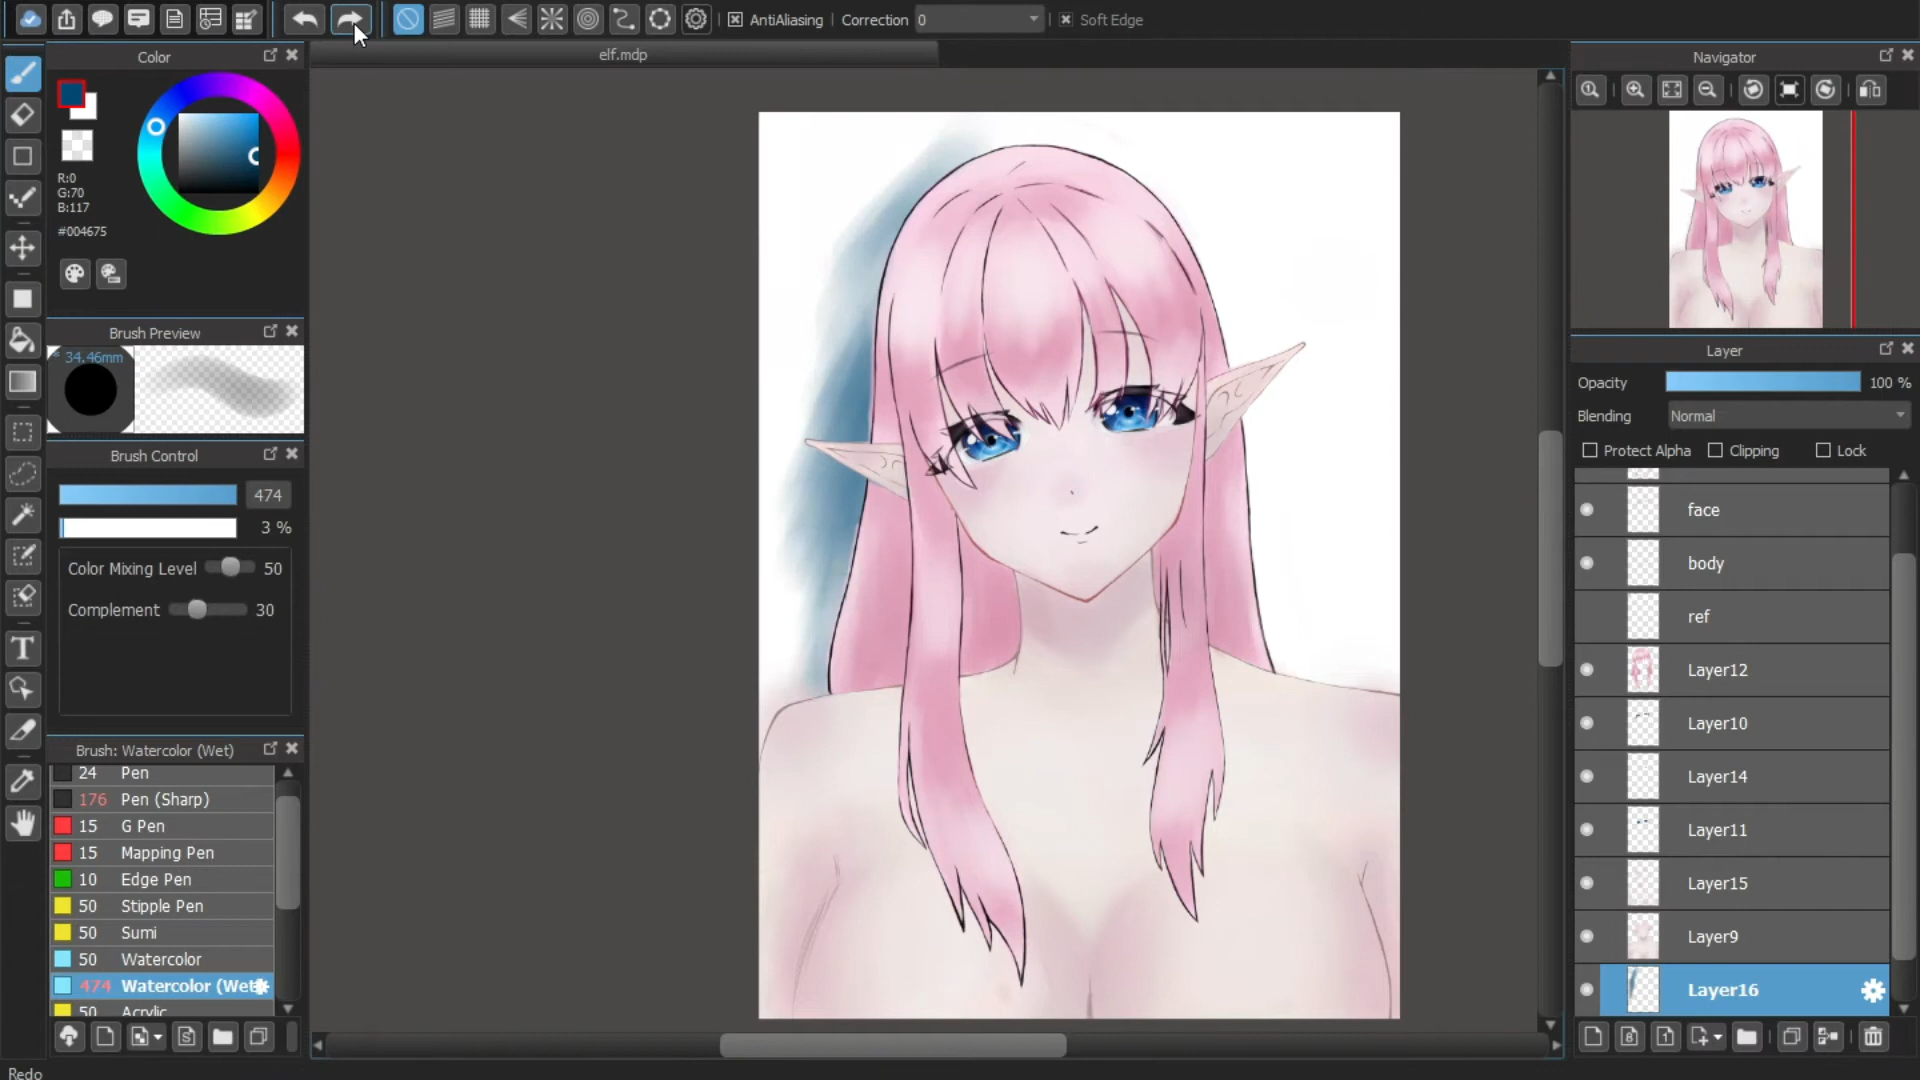 AntiAliasing
Correction 0
Soft Edge
Color
elf.mdp
Navigator
R:0
G:70
B:117
#004675
Brush Preview
* 34.46mm
Layer
Opacity 100 %
Blending Normal
Protect Alpha Clipping Lock
Brush Control
474
3 %
Color Mixing Level 50
Complement 30
face
body
ref
Layer12
Layer10
Layer14
Layer11
Layer15
Layer9
Layer16
Brush: Watercolor (Wet)
24 Pen
176 Pen (Sharp)
15 G Pen
15 Mapping Pen
10 Edge Pen
50 Stipple Pen
50 Sumi
50 Watercolor
474 Watercolor (Wet
50 Acrylic
Redo